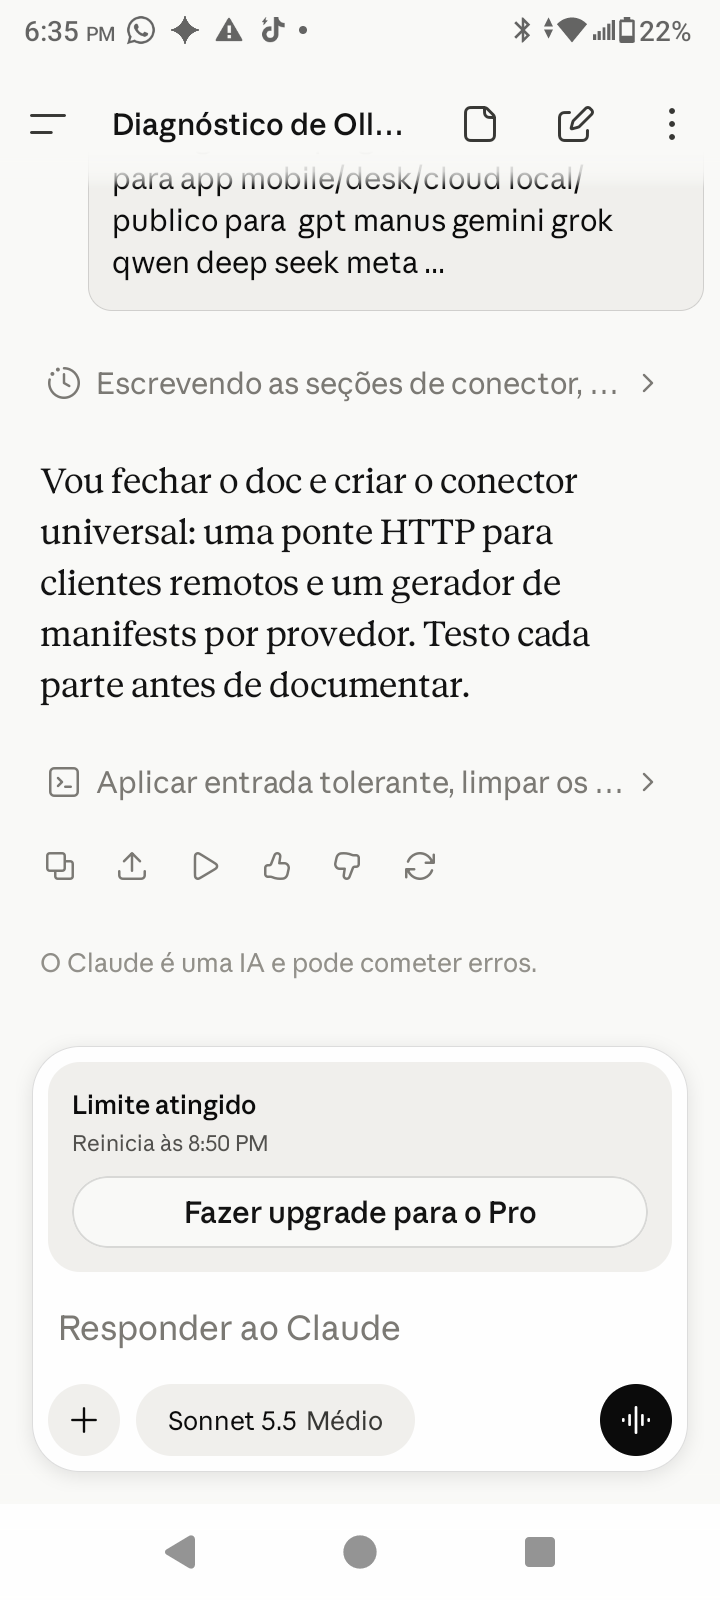 6:35 PM
22%
Diagnóstico de Oll...
para app mobile/desk/cloud local/
publico para  gpt manus gemini grok
qwen deep seek meta ...
Escrevendo as seções de conector, ...
Vou fechar o doc e criar o conector
universal: uma ponte HTTP para
clientes remotos e um gerador de
manifests por provedor. Testo cada
parte antes de documentar.
Aplicar entrada tolerante, limpar os ...
O Claude é uma IA e pode cometer erros.
Limite atingido
Reinicia às 8:50 PM
Fazer upgrade para o Pro
Responder ao Claude
Sonnet 5.5 Médio